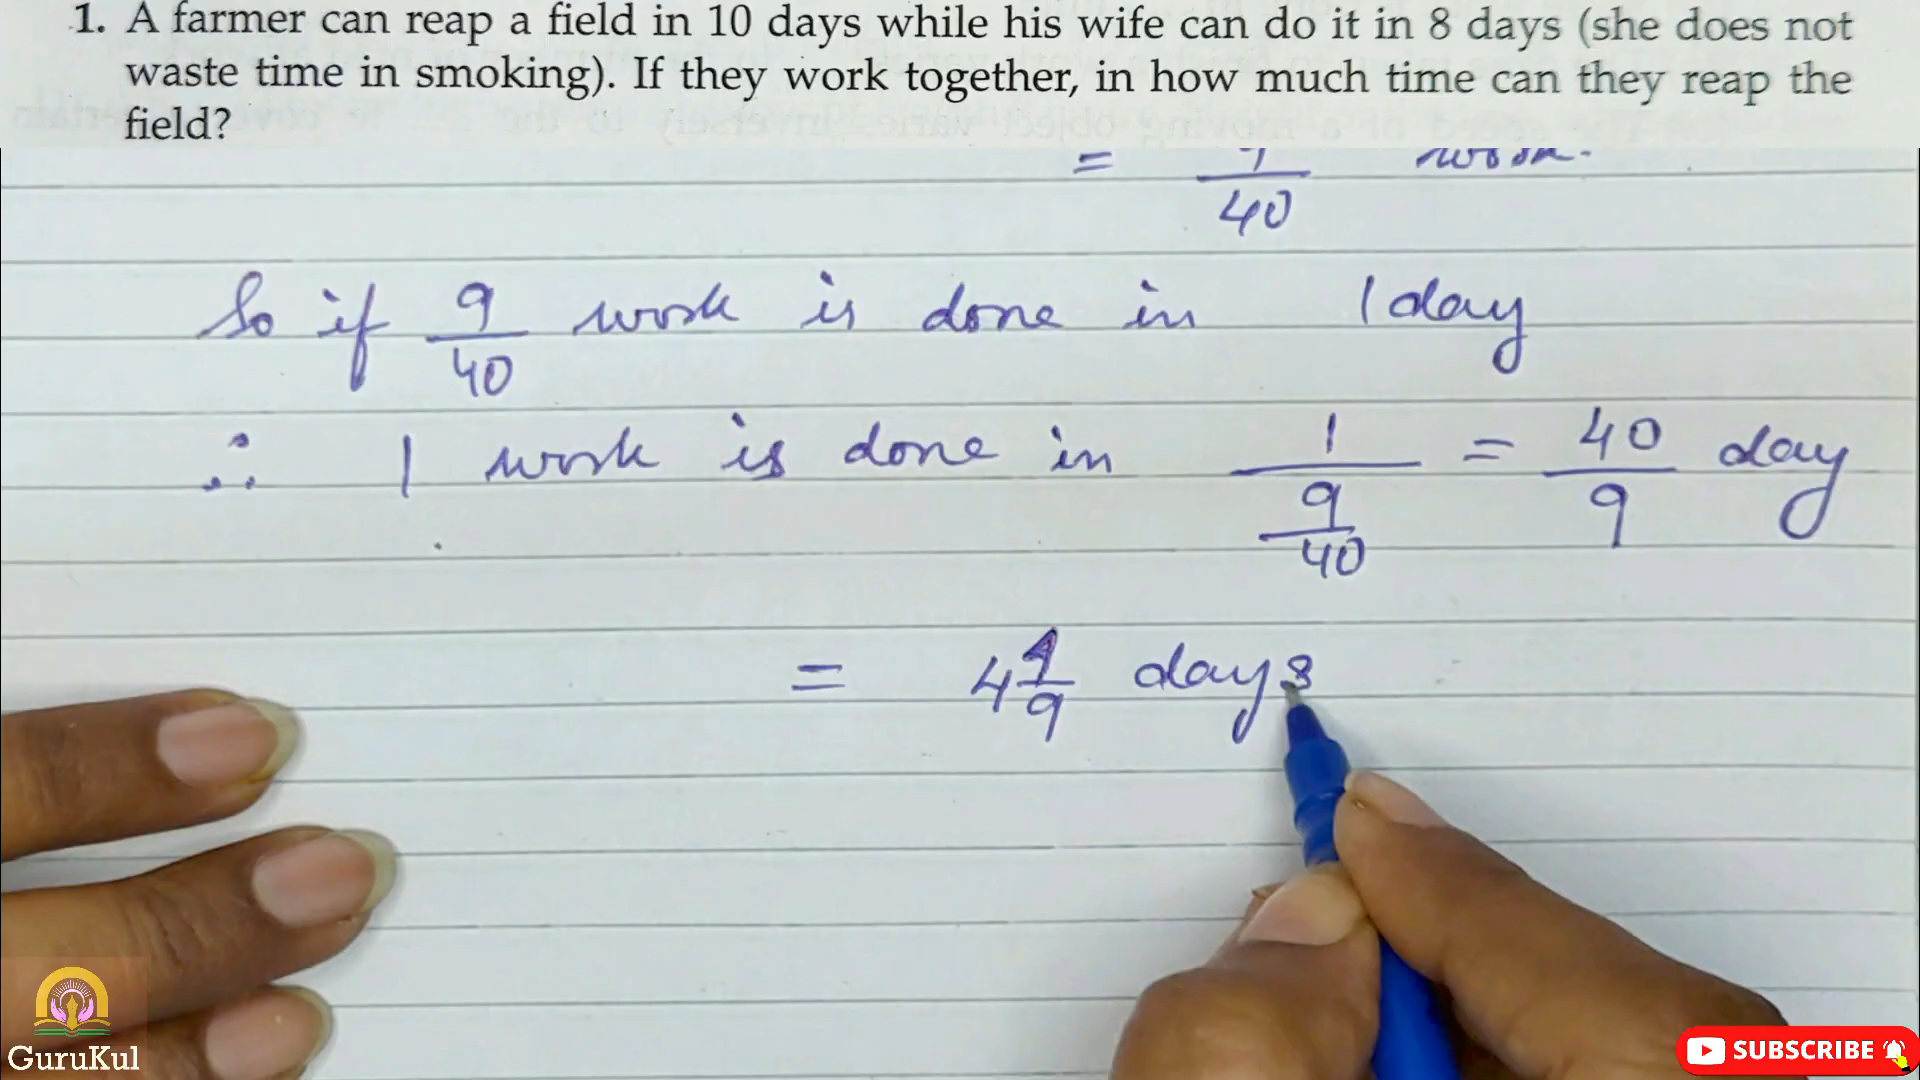 1. A farmer can reap a field in 10 days while his wife can do it in 8 days (she does not
waste time in smoking). If they work together, in how much time can they reap the
field?
= 9/40 work.
So if 9/40 work is done in 1 day
∴ 1 work is done in 1/(9/40) = 40/9 day
= 4 4/9 days
GuruKul
SUBSCRIBE